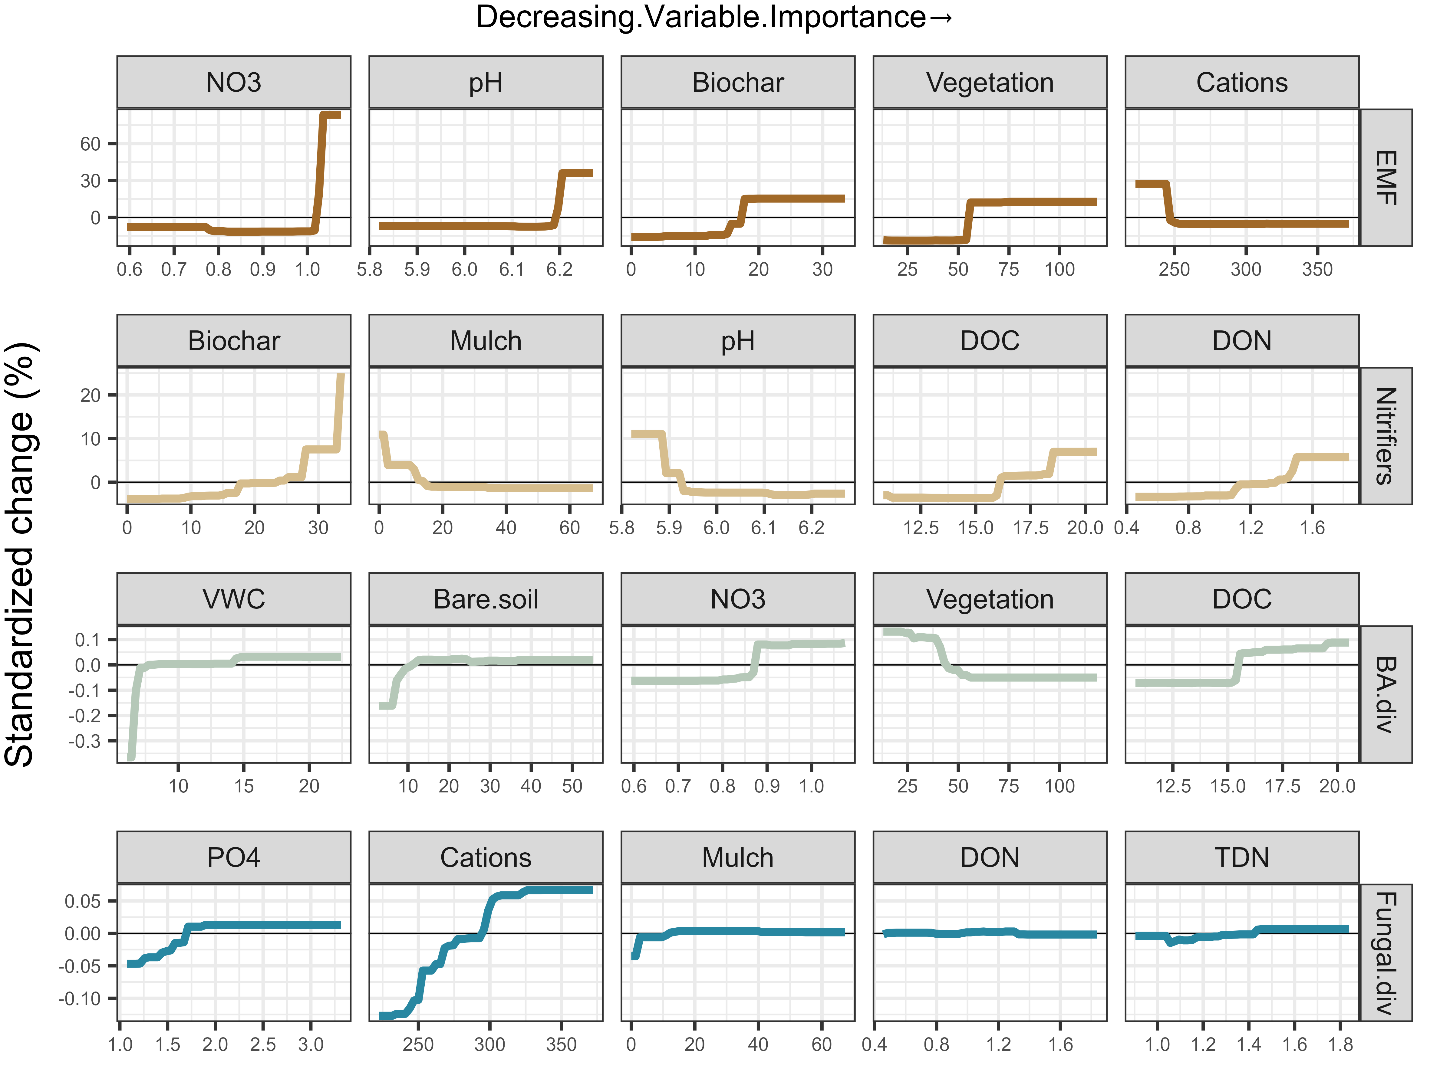 Decreasing.Variable.Importance→
Standardized change (%)
NO3 pH Biochar Vegetation Cations
EMF
60
30
0
0.6 0.7 0.8 0.9 1.0 5.8 5.9 6.0 6.1 6.2 0 10 20 30 25 50 75 100 250 300 350
Biochar Mulch pH DOC DON
Nitrifiers
20
10
0
0 10 20 30 0 20 40 60 5.8 5.9 6.0 6.1 6.2 12.5 15.0 17.5 20.0 0.4 0.8 1.2 1.6
VWC Bare.soil NO3 Vegetation DOC
BA.div
0.1
0.0
-0.1
-0.2
-0.3
10 15 20 10 20 30 40 50 0.6 0.7 0.8 0.9 1.0 25 50 75 100 12.5 15.0 17.5 20.0
PO4 Cations Mulch DON TDN
Fungal.div
0.05
0.00
-0.05
-0.10
1.0 1.5 2.0 2.5 3.0 250 300 350 0 20 40 60 0.4 0.8 1.2 1.6 1.0 1.2 1.4 1.6 1.8